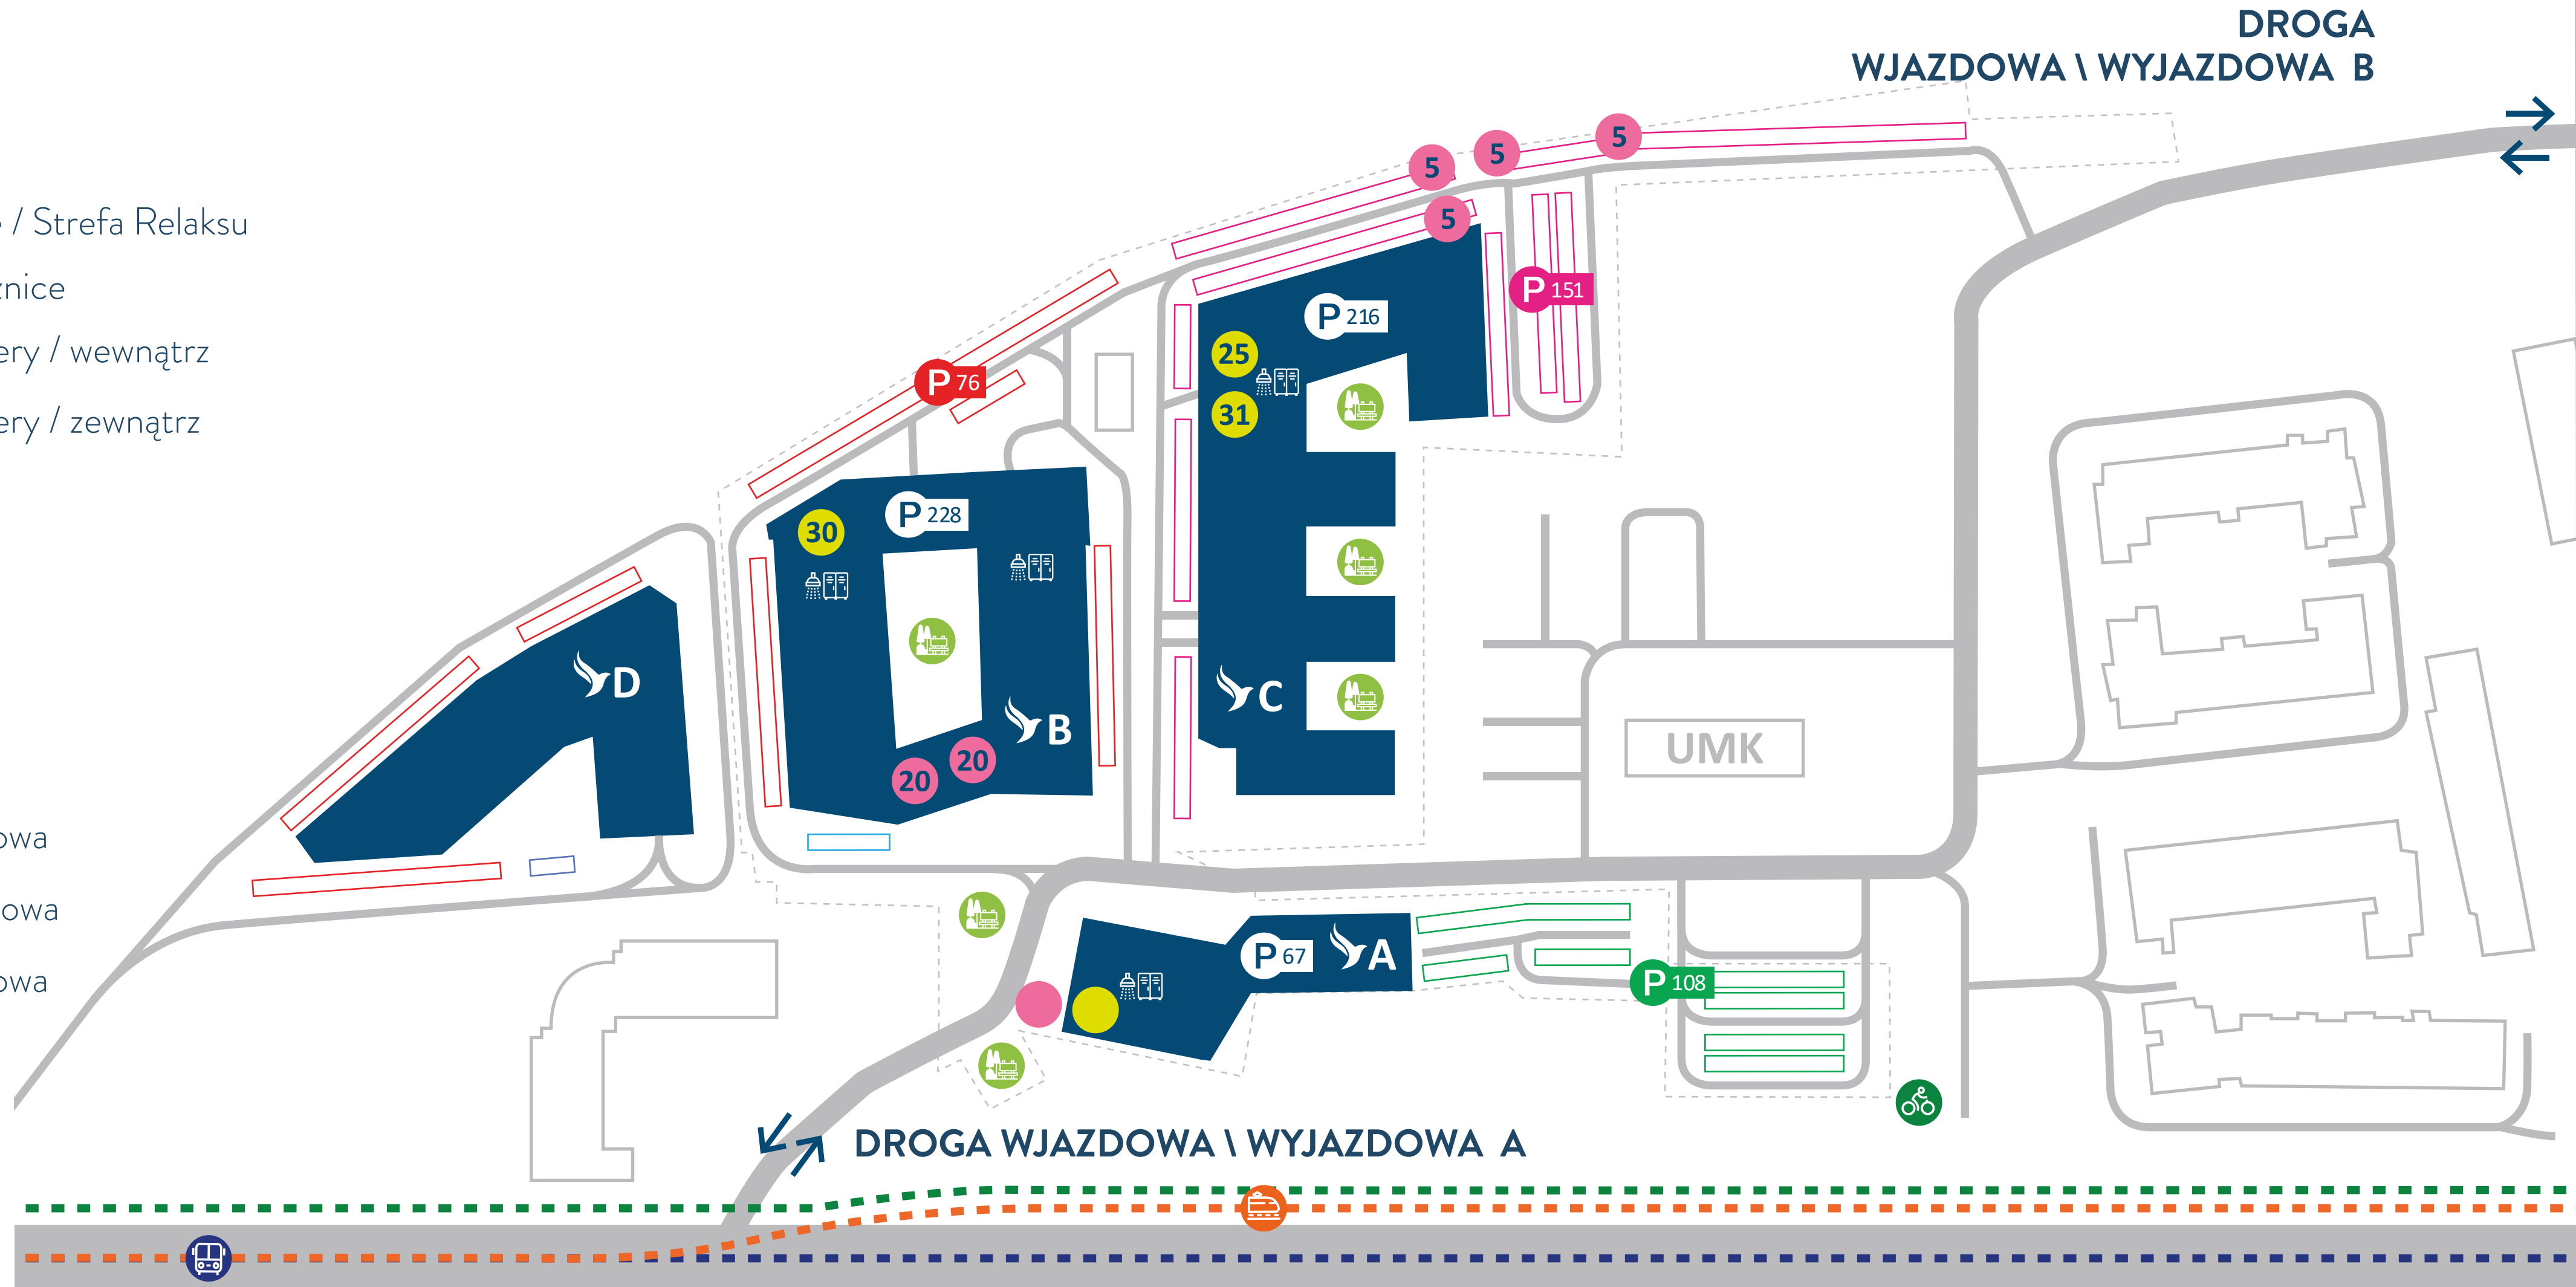 DROGA
WJAZDOWA \ WYJAZDOWA B
/ Strefa Relaksu
znice
ery / wewnątrz
ery / zewnątrz
owa
owa
owa
5
5
5
5
P 151
P 216
25
31
P 76
P 228
30
D
B
C
20
20
UMK
P 67
A
P 108
DROGA WJAZDOWA \ WYJAZDOWA A